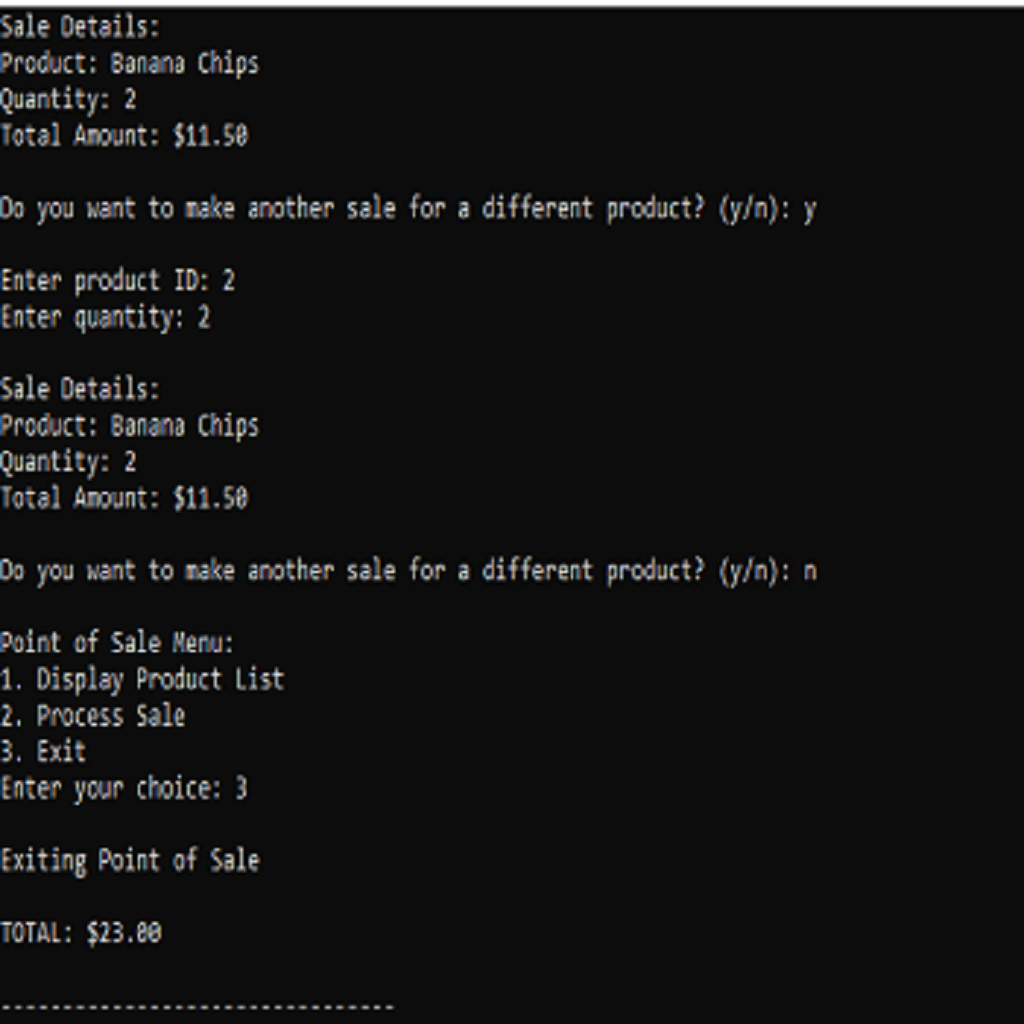 Sale Details:
Product: Banana Chips
Quantity: 2
Total Amount: $11.50
Do you want to make another sale for a different product? (y/n): y
Enter product ID: 2
Enter quantity: 2
Sale Details:
Product: Banana Chips
Quantity: 2
Total Amount: $11.50
Do you want to make another sale for a different product? (y/n): n
Point of Sale Menu:
1. Display Product List
2. Process Sale
3. Exit
Enter your choice: 3
Exiting Point of Sale
TOTAL: $23.00
--------------------------------